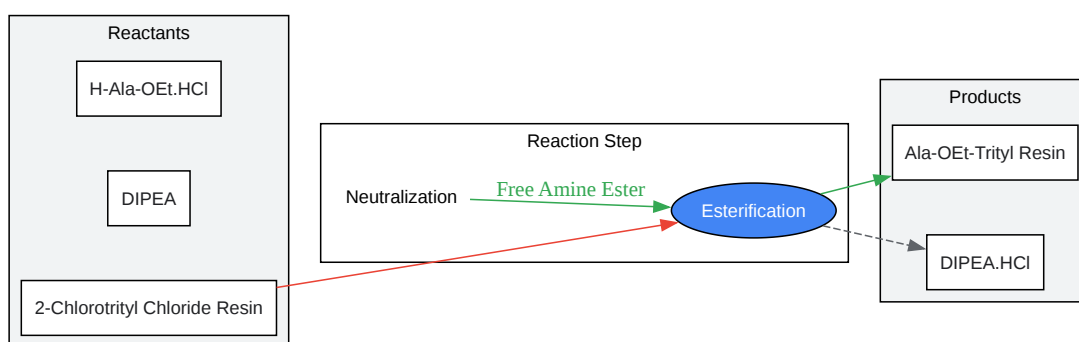 Reactants
H-Ala-OEt.HCl
DIPEA
2-Chlorotrityl Chloride Resin
Reaction Step
Neutralization
Free Amine Ester
Esterification
Products
Ala-OEt-Trityl Resin
DIPEA.HCl